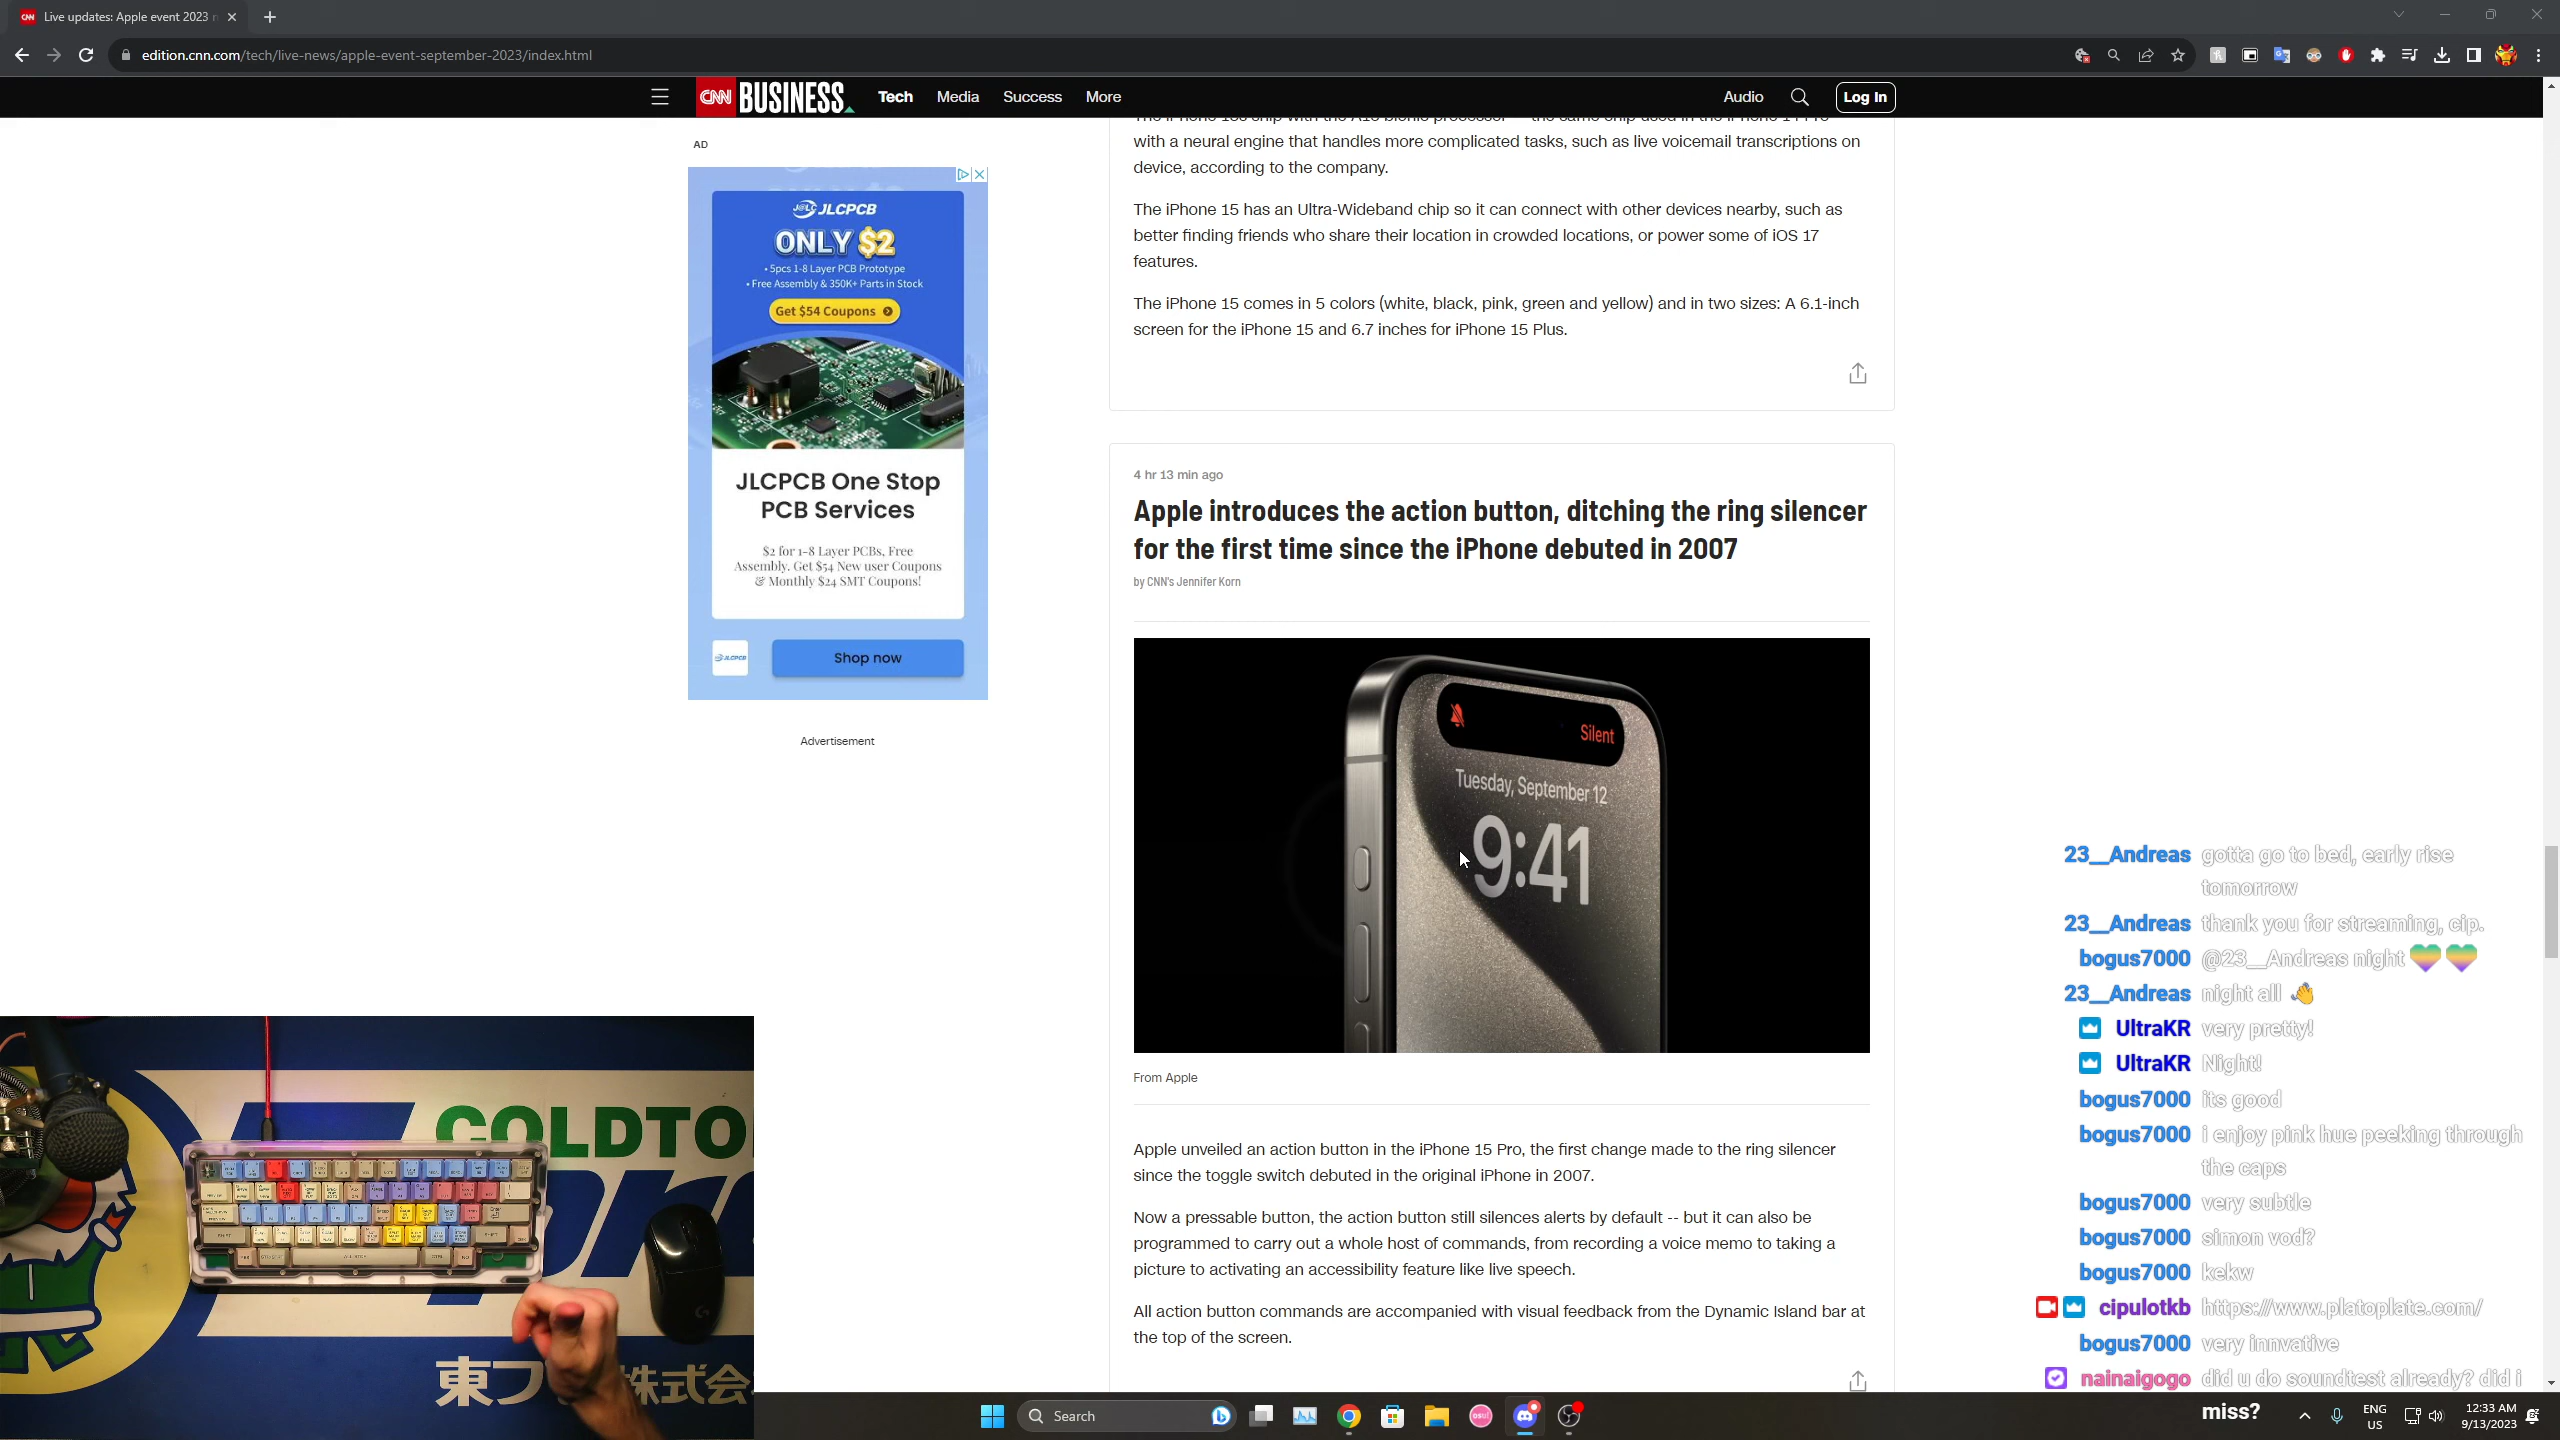 Live updates: Apple event 2023
edition.cnn.com/tech/live-news/apple-event-september-2023/index.html
CNN BUSINESS
Tech
Media
Success
More
Audio
Log In
AD
JLCPCB
ONLY $2
• 5pcs 1-8 Layer PCB Prototype
• Free Assembly & 350K+ Parts in Stock
Get $54 Coupons
JLCPCB One Stop
PCB Services
$2 for 1-8 Layer PCBs, Free
Assembly. Get $54 New user Coupons
& Monthly $24 SMT Coupons!
JLCPCB
Shop now
Advertisement
with a neural engine that handles more complicated tasks, such as live voicemail transcriptions on
device, according to the company.
The iPhone 15 has an Ultra-Wideband chip so it can connect with other devices nearby, such as
better finding friends who share their location in crowded locations, or power some of iOS 17
features.
The iPhone 15 comes in 5 colors (white, black, pink, green and yellow) and in two sizes: A 6.1-inch
screen for the iPhone 15 and 6.7 inches for iPhone 15 Plus.
4 hr 13 min ago
Apple introduces the action button, ditching the ring silencer
for the first time since the iPhone debuted in 2007
by CNN's Jennifer Korn
Silent
Tuesday, September 12
9:41
From Apple
Apple unveiled an action button in the iPhone 15 Pro, the first change made to the ring silencer
since the toggle switch debuted in the original iPhone in 2007.
Now a pressable button, the action button still silences alerts by default -- but it can also be
programmed to carry out a whole host of commands, from recording a voice memo to taking a
picture to activating an accessibility feature like live speech.
All action button commands are accompanied with visual feedback from the Dynamic Island bar at
the top of the screen.
23__Andreas gotta go to bed, early rise
tomorrow
23__Andreas thank you for streaming, cip.
bogus7000 @23__Andreas night
23__Andreas night all 👋
UltraKR very pretty!
UltraKR Night!
bogus7000 its good
bogus7000 i enjoy pink hue peeking through
the caps
bogus7000 very subtle
bogus7000 simon vod?
bogus7000 kekw
cipulotkb https://www.platoplate.com/
bogus7000 very innvative
nainaigogo did u do soundtest already? did i
miss?
COLDTO
東プ
株式会
Search
osu!
ENG
US
12:33 AM
9/13/2023